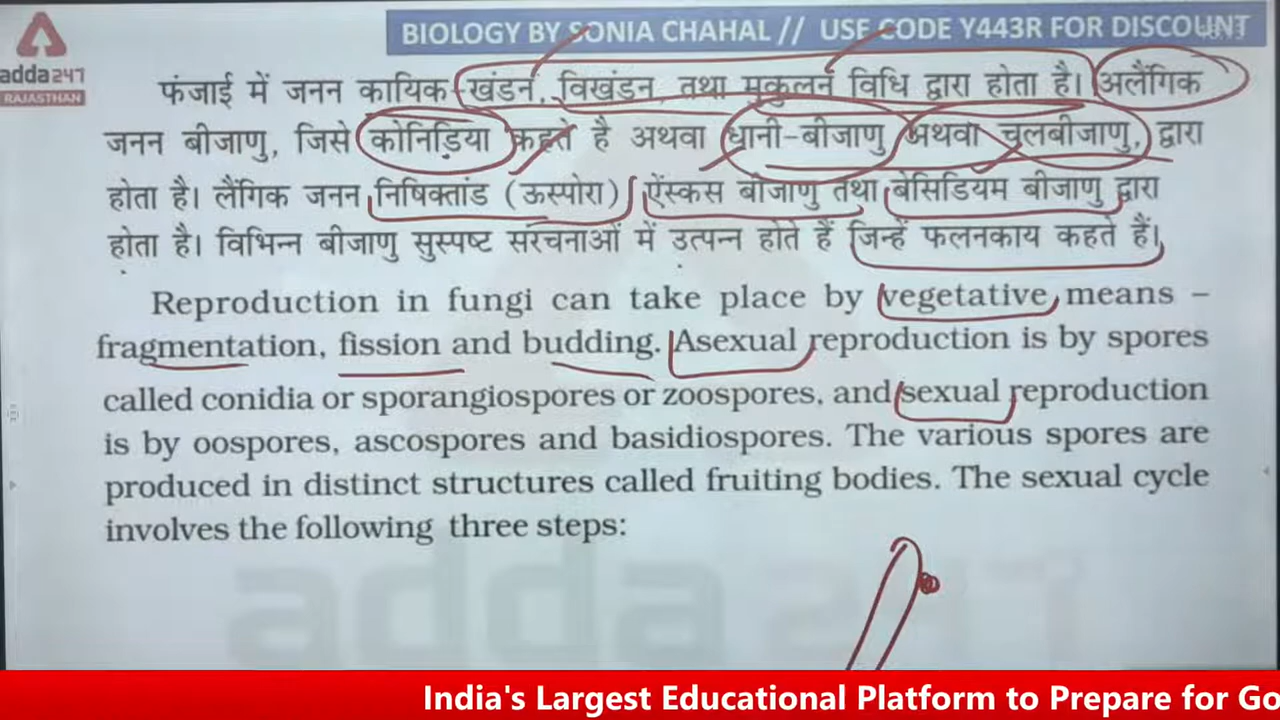 BIOLOGY BY SONIA CHAHAL // USE CODE Y443R FOR DISCOUNT
adda247
RAJASTHAN
फंजाई में जनन कायिक-खंडन, विखंडन, तथा मुकुलन विधि द्वारा होता है। अलैंगिक
जनन बीजाणु, जिसे कोनिड़िया कहते है अथवा धानी-बीजाणु अथवा चूलबीजाणु, द्वारा
होता है। लैंगिक जनन निषिक्तांड (ऊस्पोरा) ऐंस्कस बीजाणु तथा बेसिडियम बीजाणु द्वारा
होता है। विभिन्न बीजाणु सुस्पष्ट संरचनाओं में उत्पन्न होते हैं जिन्हें फलनकाय कहते हैं।
Reproduction in fungi can take place by vegetative means –
fragmentation, fission and budding. Asexual reproduction is by spores
called conidia or sporangiospores or zoospores, and sexual reproduction
is by oospores, ascospores and basidiospores. The various spores are
produced in distinct structures called fruiting bodies. The sexual cycle
involves the following three steps:
India's Largest Educational Platform to Prepare for Go